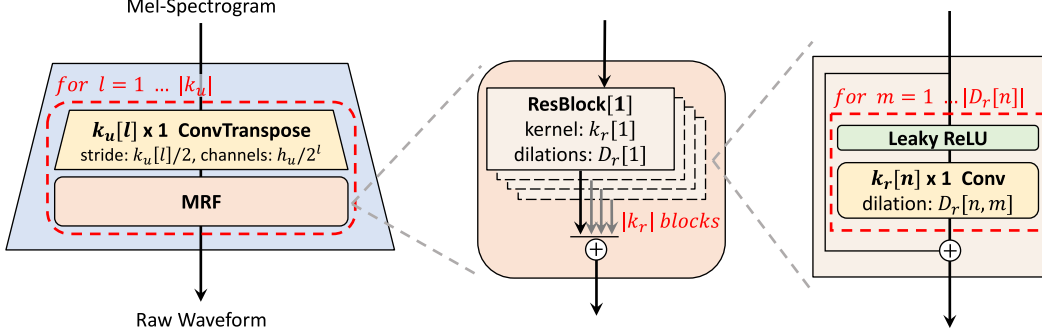 Mel-Spectrogram
for l = 1 … |k_u|
k_u[l] x 1 ConvTranspose
stride: k_u[l]/2, channels: h_u/2^l
MRF
Raw Waveform
ResBlock[1]
kernel: k_r[1]
dilations: D_r[1]
|k_r| blocks
+
for m = 1 … |D_r[n]|
Leaky ReLU
k_r[n] x 1 Conv
dilation: D_r[n, m]
+